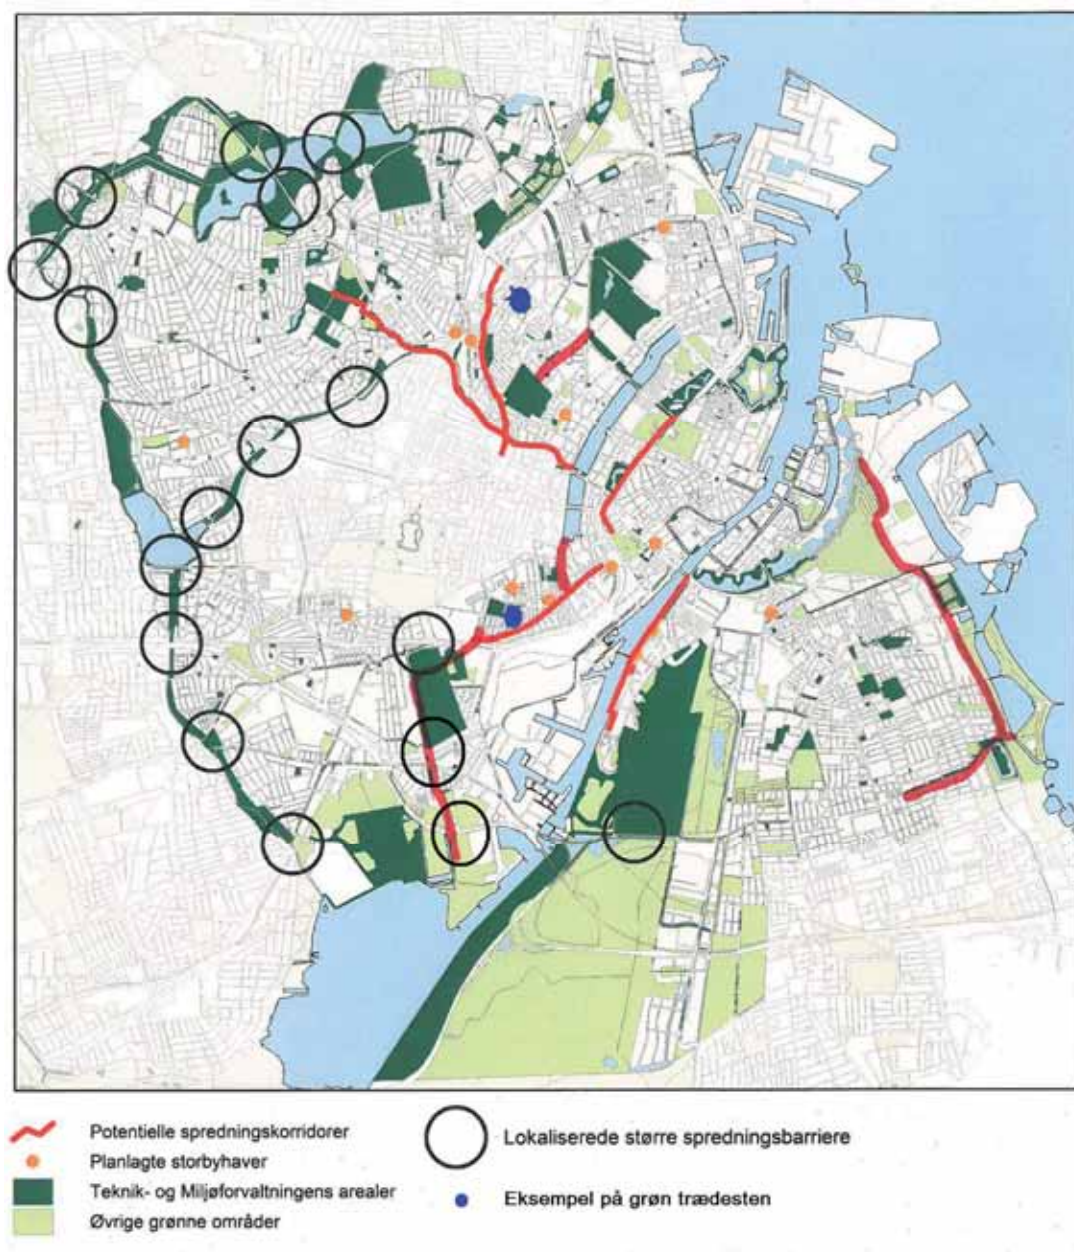 Potentielle spredningskorridorer
Planlagte storbyhaver
Teknik- og Miljøforvaltningens arealer
Øvrige grønne områder
Lokaliserede større spredningsbarriere
Eksempel på grøn trædesten